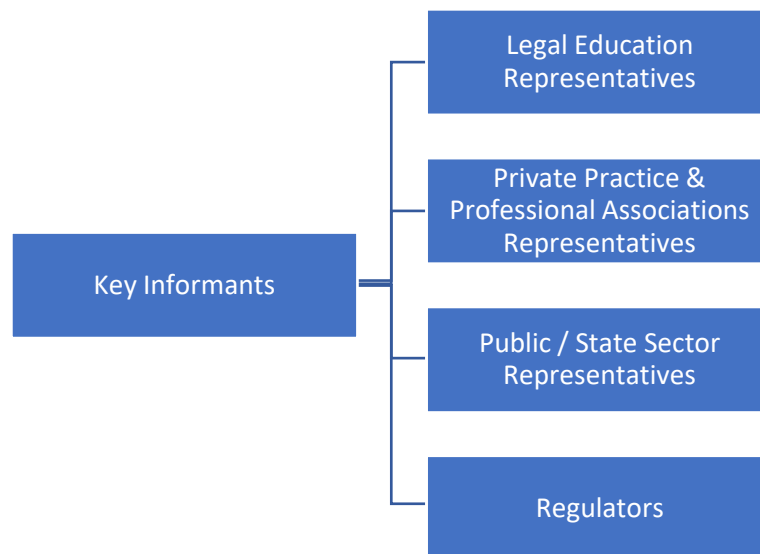 Legal Education
Representatives
Private Practice &
Professional Associations
Representatives
Key Informants
Public / State Sector
Representatives
Regulators